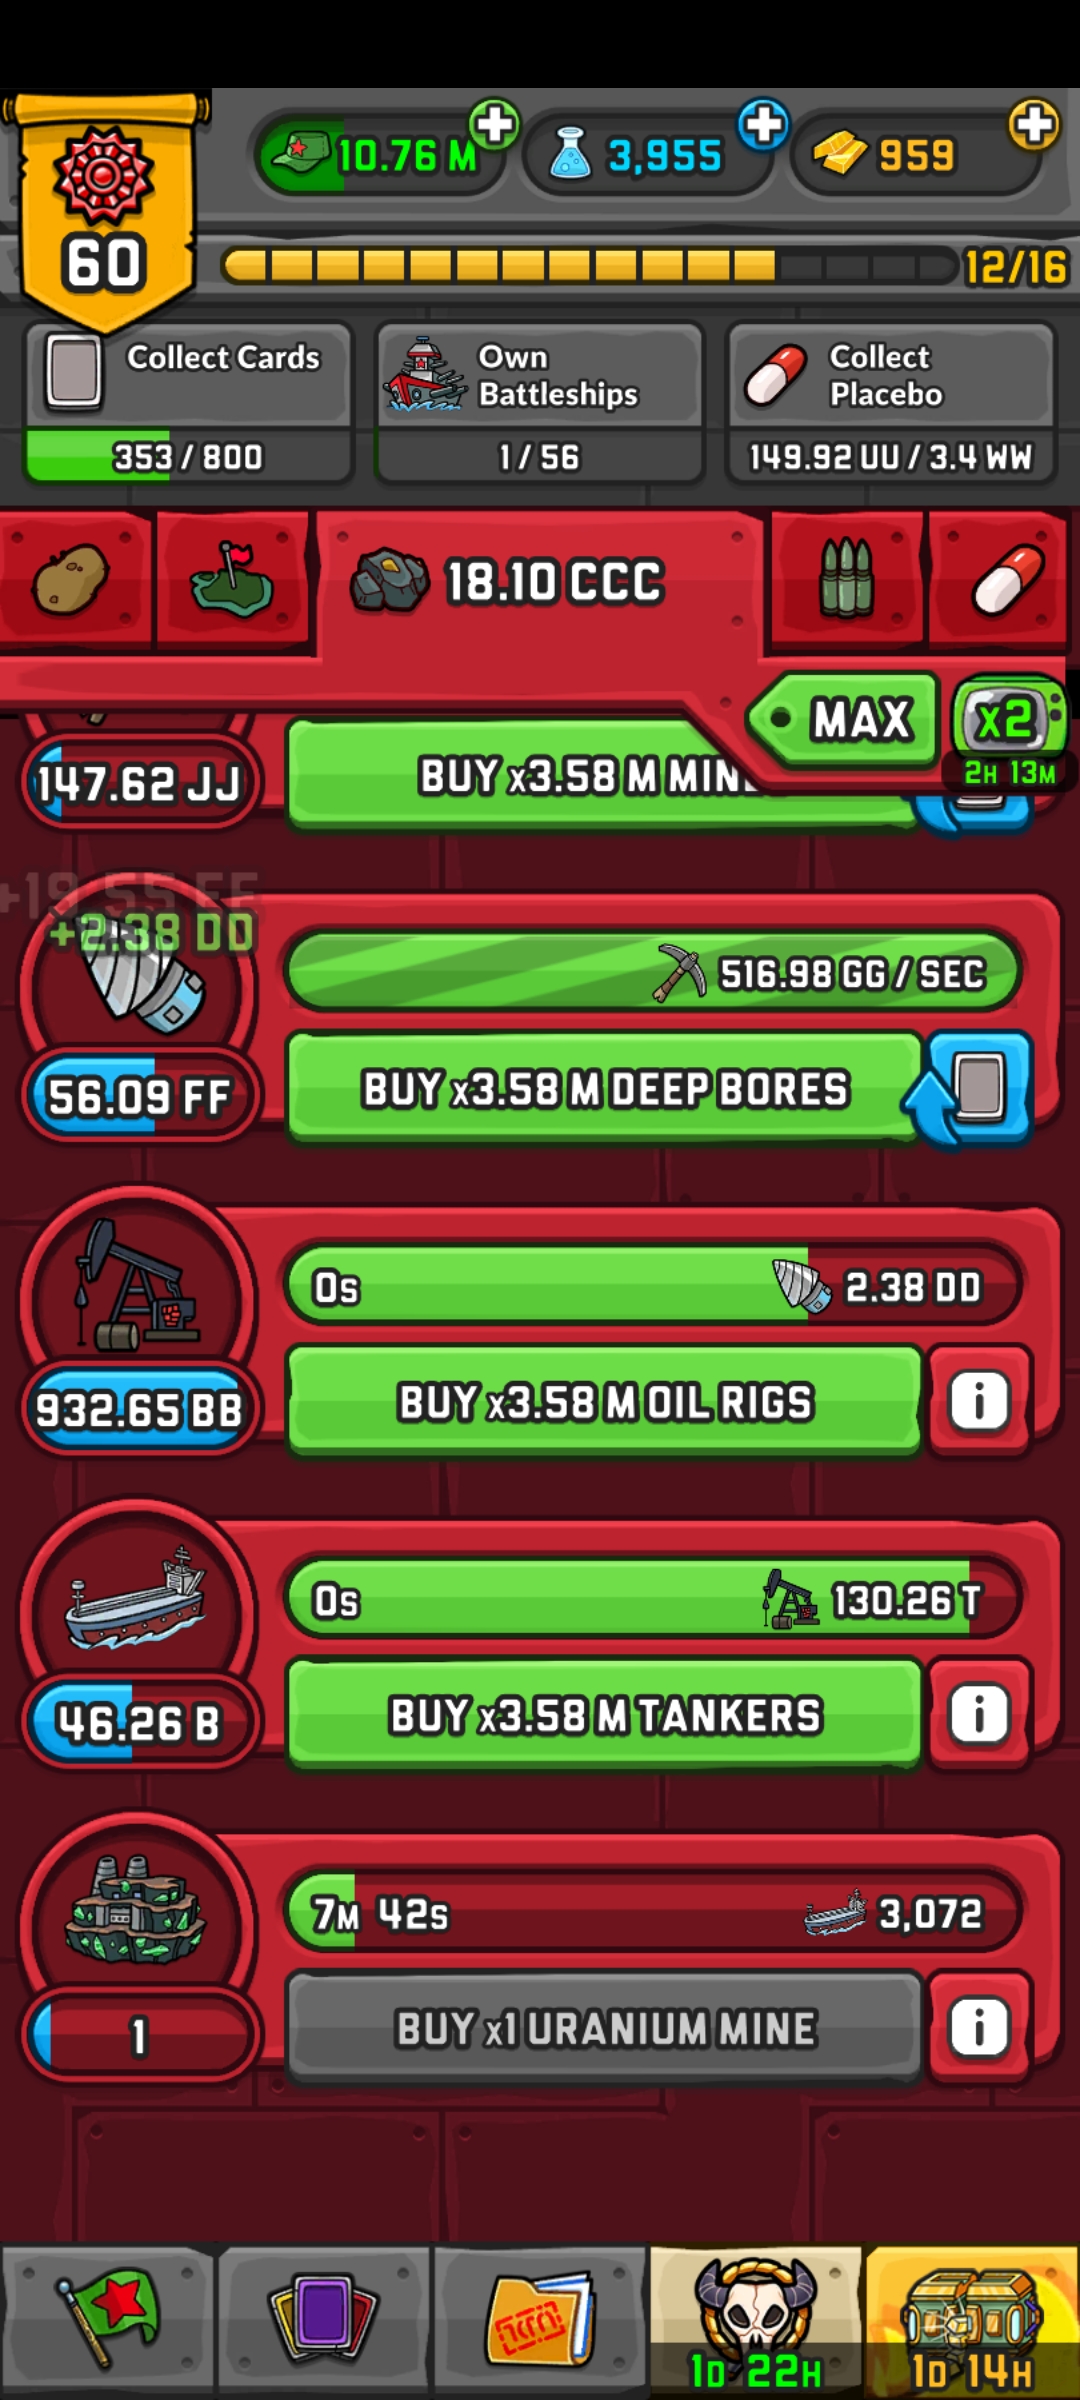 10.76 M
3,955
959
60
12/16
Collect Cards
353 / 800
Own
Battleships
1 / 56
Collect
Placebo
149.92 UU / 3.4 WW
18.10 CCC
MAX
x2
2H 13M
147.62 JJ
BUY x3.58 M
+2.38 DD
516.98 GG / SEC
56.09 FF
BUY x3.58 M DEEP BORES
0s
2.38 DD
932.65 BB
BUY x3.58 M OIL RIGS
i
0s
130.26 T
46.26 B
BUY x3.58 M TANKERS
i
7M 42s
3,072
1
BUY x1 URANIUM MINE
i
1D 22H
1D 14H